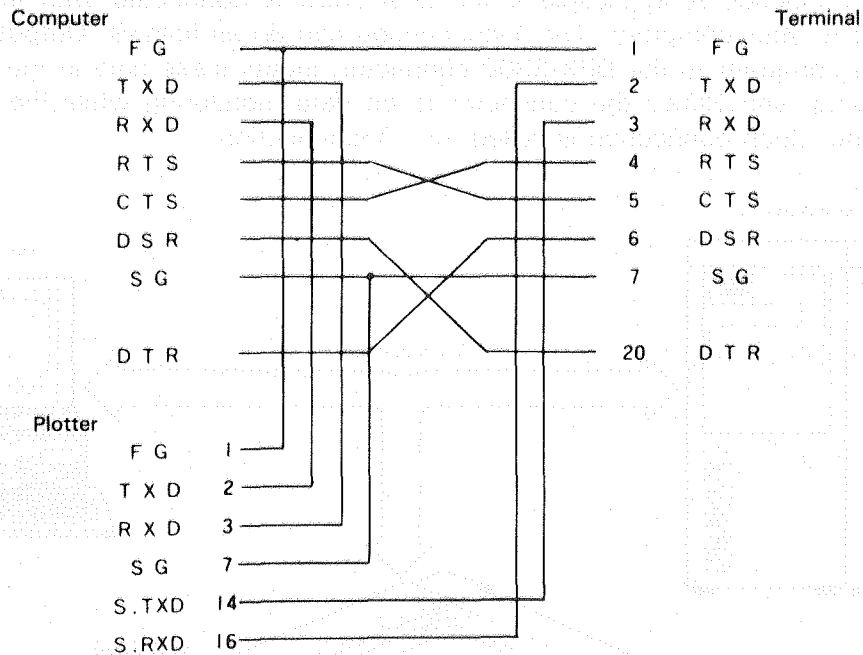 Computer Terminal
F G 1 F G
T X D 2 T X D
R X D 3 R X D
R T S 4 R T S
C T S 5 C T S
D S R 6 D S R
S G 7 S G
D T R 20 D T R
Plotter
F G 1
T X D 2
R X D 3
S G 7
S.TXD 14
S.RXD 16